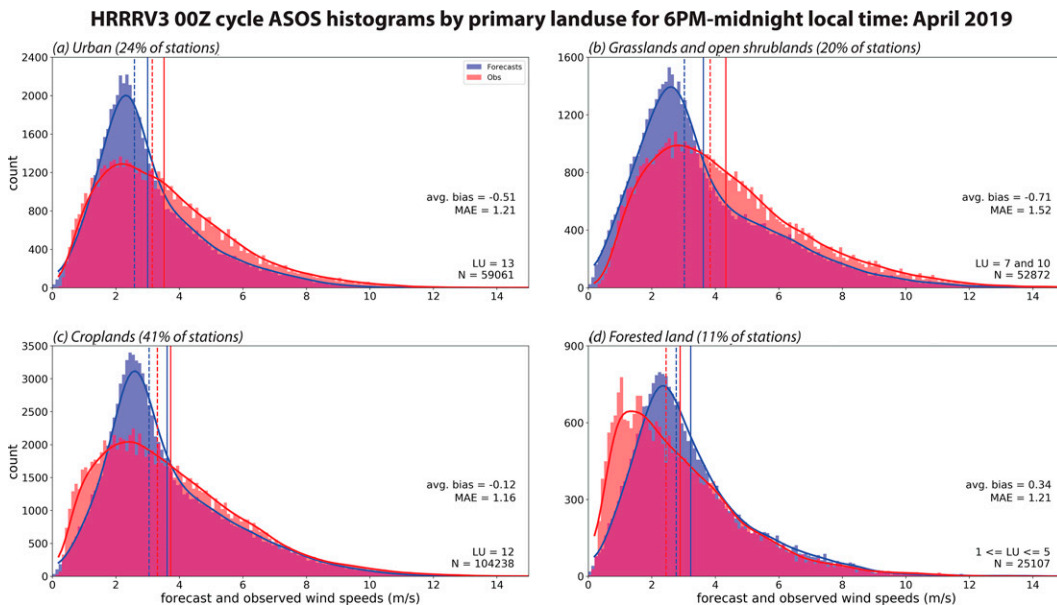 HRRRV3 00Z cycle ASOS histograms by primary landuse for 6PM-midnight local time: April 2019
(a) Urban (24% of stations)
2400
2000
1600
1200
800
400
0
count
Forecasts
Obs
avg. bias = -0.51
MAE = 1.21
LU = 13
N = 59061
0 2 4 6 8 10 12 14
(b) Grasslands and open shrublands (20% of stations)
1600
1200
800
400
0
avg. bias = -0.71
MAE = 1.52
LU = 7 and 10
N = 52872
0 2 4 6 8 10 12 14
(c) Croplands (41% of stations)
3500
3000
2500
2000
1500
1000
500
0
count
avg. bias = -0.12
MAE = 1.16
LU = 12
N = 104238
0 2 4 6 8 10 12 14
forecast and observed wind speeds (m/s)
(d) Forested land (11% of stations)
900
600
300
0
avg. bias = 0.34
MAE = 1.21
1 <= LU <= 5
N = 25107
0 2 4 6 8 10 12 14
forecast and observed wind speeds (m/s)